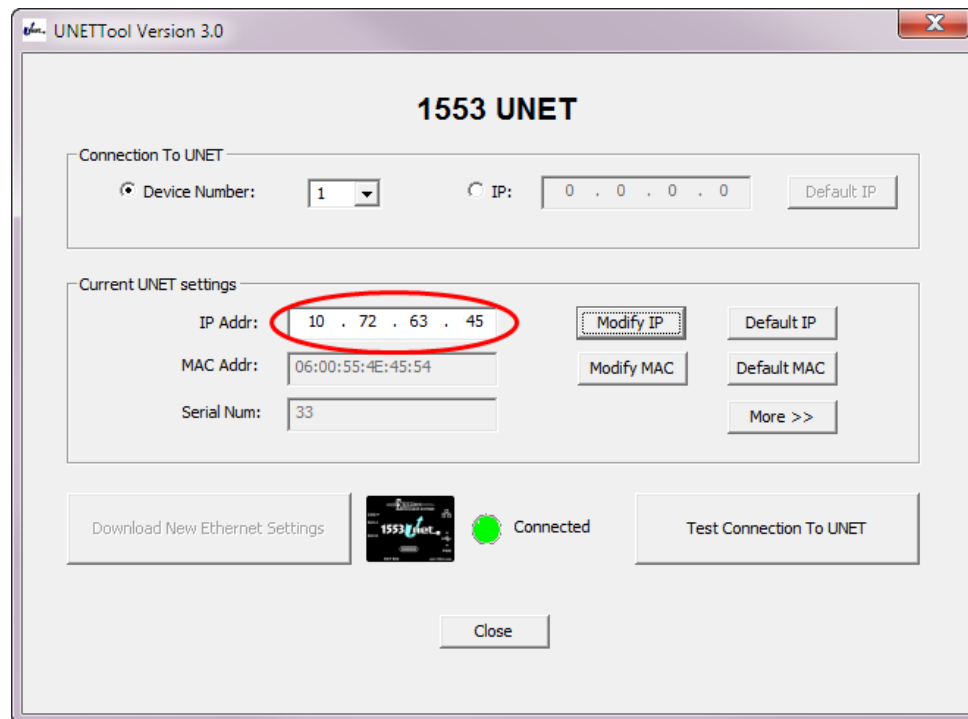 UNETTool Version 3.0
1553 UNET
Connection To UNET
Device Number: 1 IP: 0 . 0 . 0 . 0 Default IP
Current UNET settings
IP Addr: 10 . 72 . 63 . 45 Modify IP Default IP
MAC Addr: 06:00:55:4E:45:54 Modify MAC Default MAC
Serial Num: 33 More >>
Download New Ethernet Settings 1553 Unet Connected Test Connection To UNET
Close